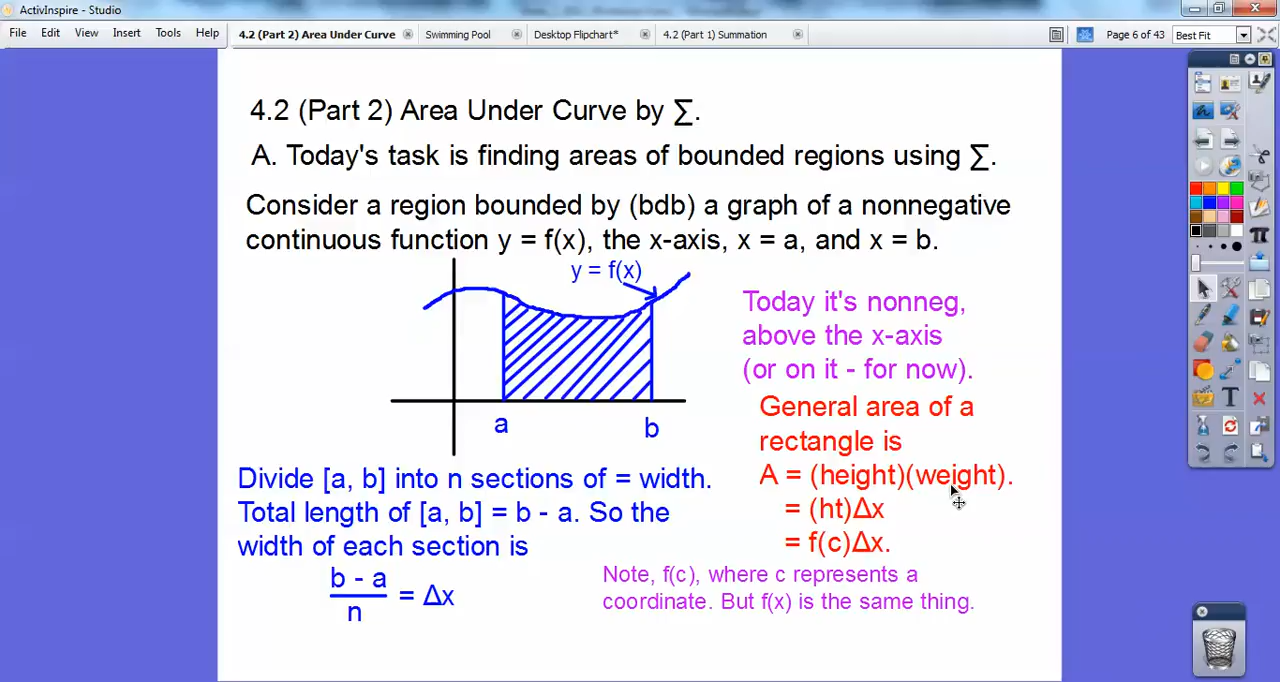 ActivInspire - Studio
File Edit View Insert Tools Help
4.2 (Part 2) Area Under Curve
Swimming Pool
Desktop Flipchart*
4.2 (Part 1) Summation
Page 6 of 43
Best Fit
4.2 (Part 2) Area Under Curve by ∑.
A. Today's task is finding areas of bounded regions using ∑.
Consider a region bounded by (bdb) a graph of a nonnegative
continuous function y = f(x), the x-axis, x = a, and x = b.
y = f(x)
a
b
Today it's nonneg,
above the x-axis
(or on it - for now).
General area of a
rectangle is
A = (height)(weight).
= (ht)Δx
= f(c)Δx.
Divide [a, b] into n sections of = width.
Total length of [a, b] = b - a. So the
width of each section is
b - a
n
= Δx
Note, f(c), where c represents a
coordinate. But f(x) is the same thing.